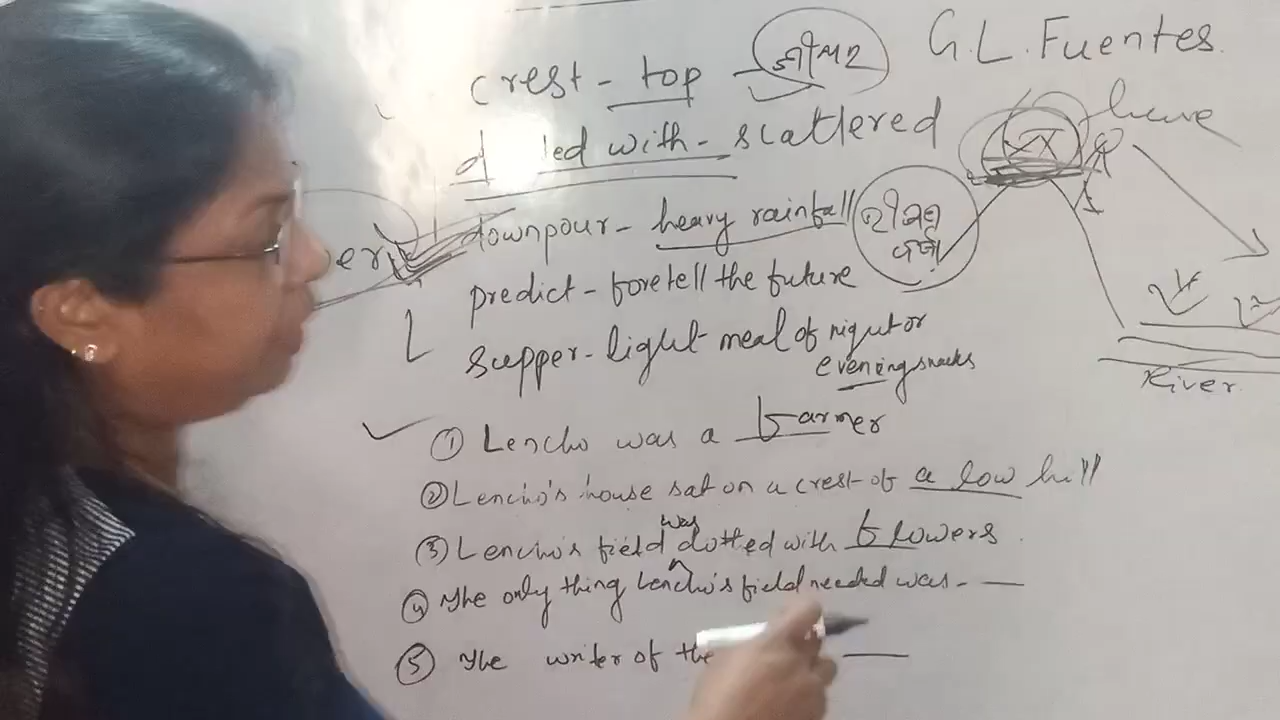 G.L.Fuentes.
crest - top - ଶୀର୍ଷ
ted with - scattered
house
downpour - heavy rainfall
predict - foretell the future
supper - light meal of night or
evening snacks
River.
① Lencho was a farmer
② Lencho's house sat on a crest of a low hill
③ Lencho's field was dotted with flowers.
④ The only thing Lencho's field needed was - —
⑤ The writer of the —